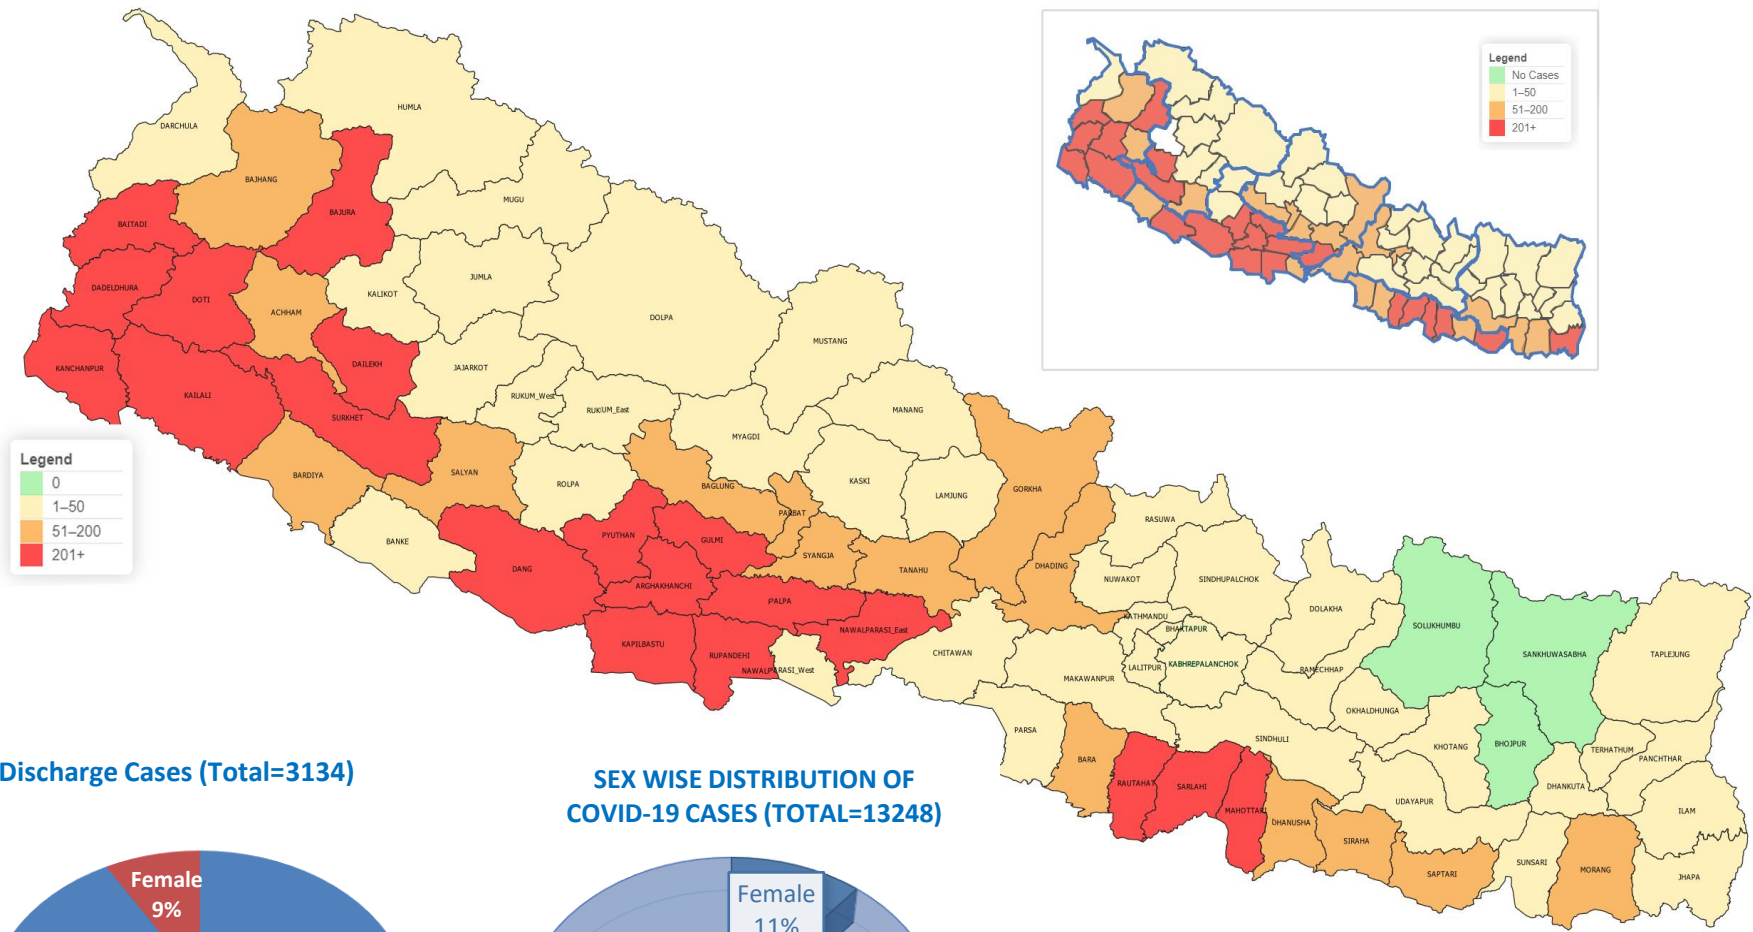 Legend
No Cases
1–50
51–200
201+
HUMLA
DARCHULA
BAJHANG
MUGU
BAJURA
BAITADI
JUMLA
DADELDHURA
KALIKOT
DOTI
ACHHAM
DOLPA
MUSTANG
DAILEKH
JAJARKOT
KANCHANPUR
KAILALI
RUKUM_West
RUKUM_East
MANANG
SURKHET
MYAGDI
Legend
0
1–50
51–200
201+
BARDIYA
SALYAN
ROLPA
BAGLUNG
KASKI
LAMJUNG
GORKHA
PARBAT
RASUWA
BANKE
PYUTHAN
GULMI
SYANGJA
DANG
TANAHU
DHADING
NUWAKOT
SINDHUPALCHOK
ARGHAKHANCHI
PALPA
DOLAKHA
KATHMANDU
BHAKTAPUR
SOLUKHUMBU
NAWALPARASI_East
KAPILBASTU
RUPANDEHI
CHITAWAN
SANKHUWASABHA
TAPLEJUNG
LALITPUR
KABHREPALANCHOK
RAMECHHAP
NAWALPARASI_West
MAKAWANPUR
OKHALDHUNGA
PARSA
SINDHULI
KHOTANG
BHOJPUR
TERHATHUM
PANCHTHAR
BARA
RAUTAHAT
SARLAHI
DHANKUTA
UDAYAPUR
MAHOTTARI
ILAM
DHANUSHA
SIRAHA
SUNSARI
MORANG
SAPTARI
JHAPA
Discharge Cases (Total=3134)
SEX WISE DISTRIBUTION OF
COVID-19 CASES (TOTAL=13248)
Female
9%
Female
11%